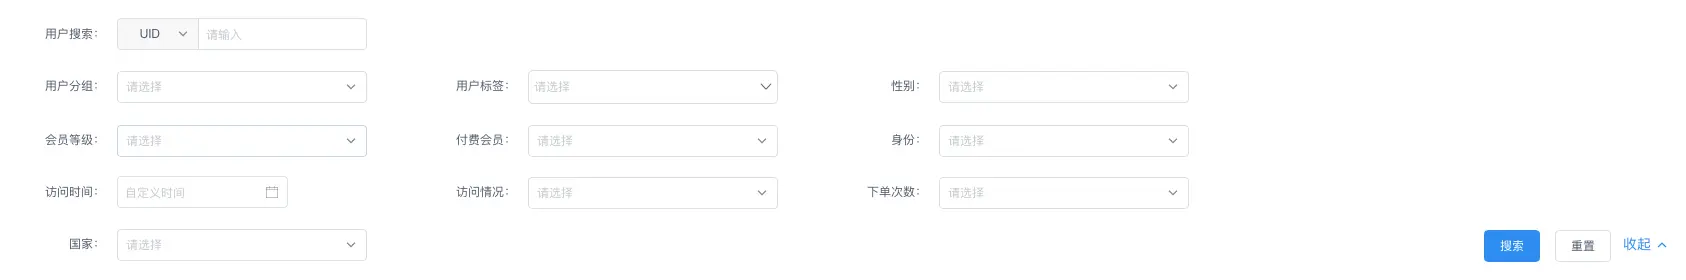 用户搜索： UID 请输入
用户分组： 请选择 用户标签： 请选择 性别： 请选择
会员等级： 请选择 付费会员： 请选择 身份： 请选择
访问时间： 自定义时间 访问情况： 请选择 下单次数： 请选择
国家： 请选择 搜索 重置 收起